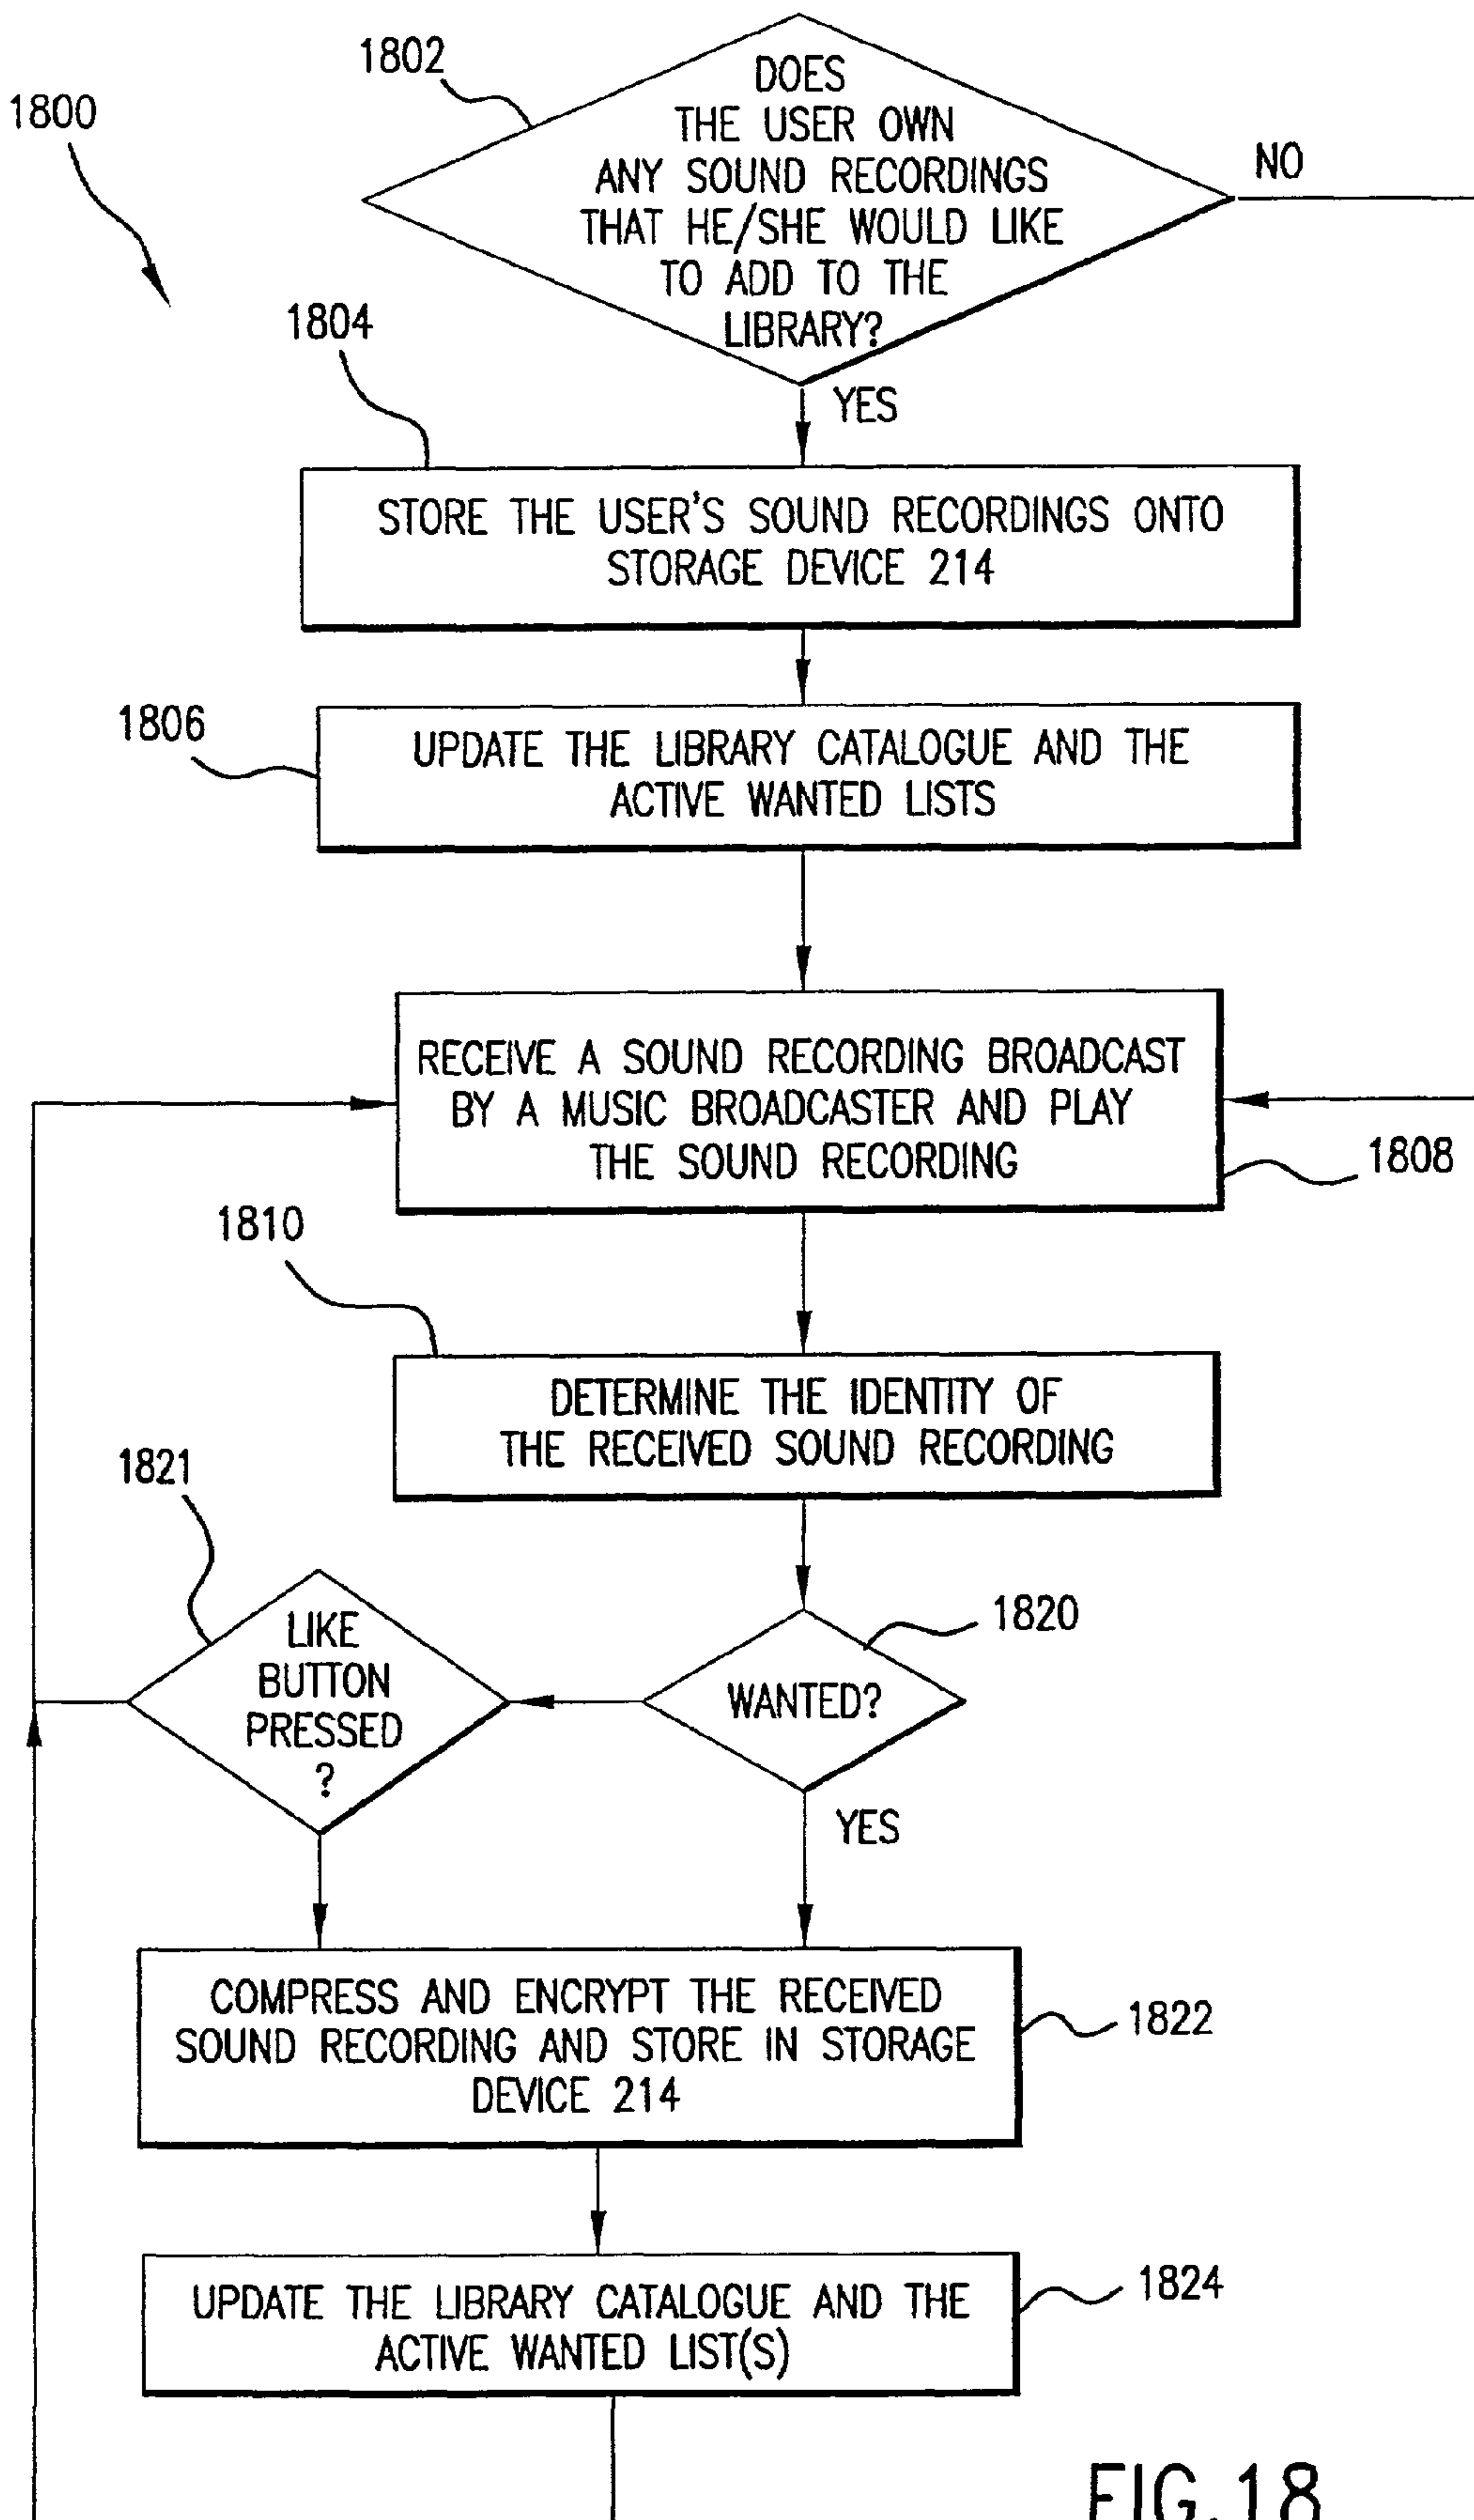 1800
1802
DOES
THE USER OWN
ANY SOUND RECORDINGS
THAT HE/SHE WOULD LIKE
TO ADD TO THE
LIBRARY?
NO
YES
1804
STORE THE USER'S SOUND RECORDINGS ONTO
STORAGE DEVICE 214
1806
UPDATE THE LIBRARY CATALOGUE AND THE
ACTIVE WANTED LISTS
RECEIVE A SOUND RECORDING BROADCAST
BY A MUSIC BROADCASTER AND PLAY
THE SOUND RECORDING
1808
1810
DETERMINE THE IDENTITY OF
THE RECEIVED SOUND RECORDING
1821
LIKE
BUTTON
PRESSED
?
1820
WANTED?
YES
COMPRESS AND ENCRYPT THE RECEIVED
SOUND RECORDING AND STORE IN STORAGE
DEVICE 214
1822
UPDATE THE LIBRARY CATALOGUE AND THE
ACTIVE WANTED LIST(S)
1824
FIG.18